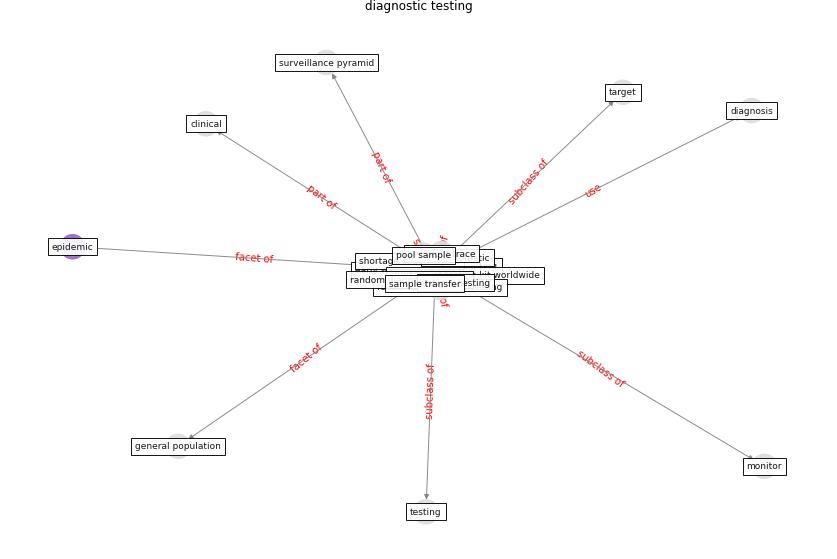 diagnostic testing
surveillance pyramid
target
diagnosis
clinical
part of
part of
subclass of
use
epidemic
facet of
pool sample
race
tic
shortag
kit worldwide
random
sample transfer
esting
of
facet of
subclass of
subclass of
general population
monitor
testing